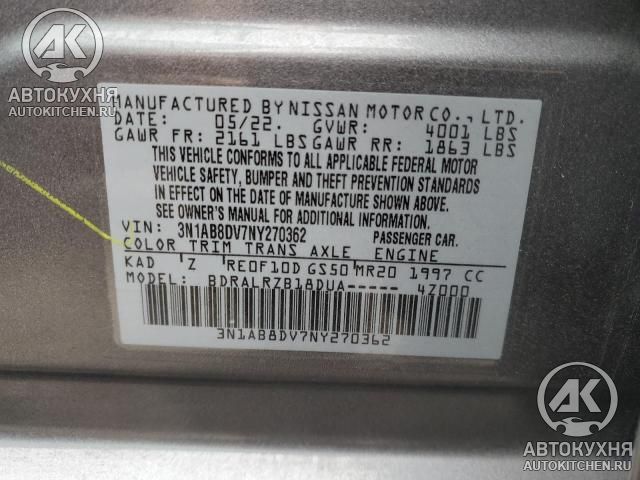 АК
АВТОКУХНЯ
AUTOKITCHEN.RU
MANUFACTURED BY NISSAN MOTOR CO., LTD.
DATE: 05/22. GVWR: 4001 LBS
GAWR FR: 2161 LBS GAWR RR: 1863 LBS
THIS VEHICLE CONFORMS TO ALL APPLICABLE FEDERAL MOTOR
VEHICLE SAFETY, BUMPER AND THEFT PREVENTION STANDARDS
IN EFFECT ON THE DATE OF MANUFACTURE SHOWN ABOVE.
SEE OWNER'S MANUAL FOR ADDITIONAL INFORMATION.
VIN: 3N1AB8DV7NY270362 PASSENGER CAR.
COLOR TRIM TRANS AXLE ENGINE
KAD Z RE0F10D GS50 MR20 1997 CC
MODEL: BDRALRZB18DUA----- 4Z000
3N1AB8DV7NY270362
АК
АВТОКУХНЯ
AUTOKITCHEN.RU